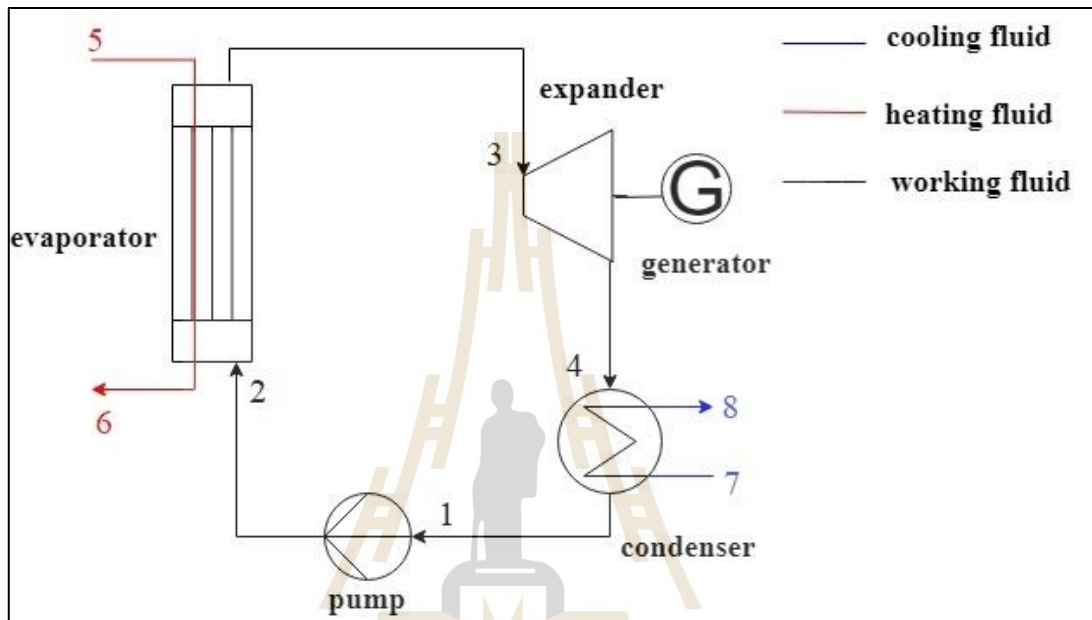 5
cooling fluid
expander
heating fluid
3
G
working fluid
evaporator
generator
4
2
8
6
7
1
condenser
pump